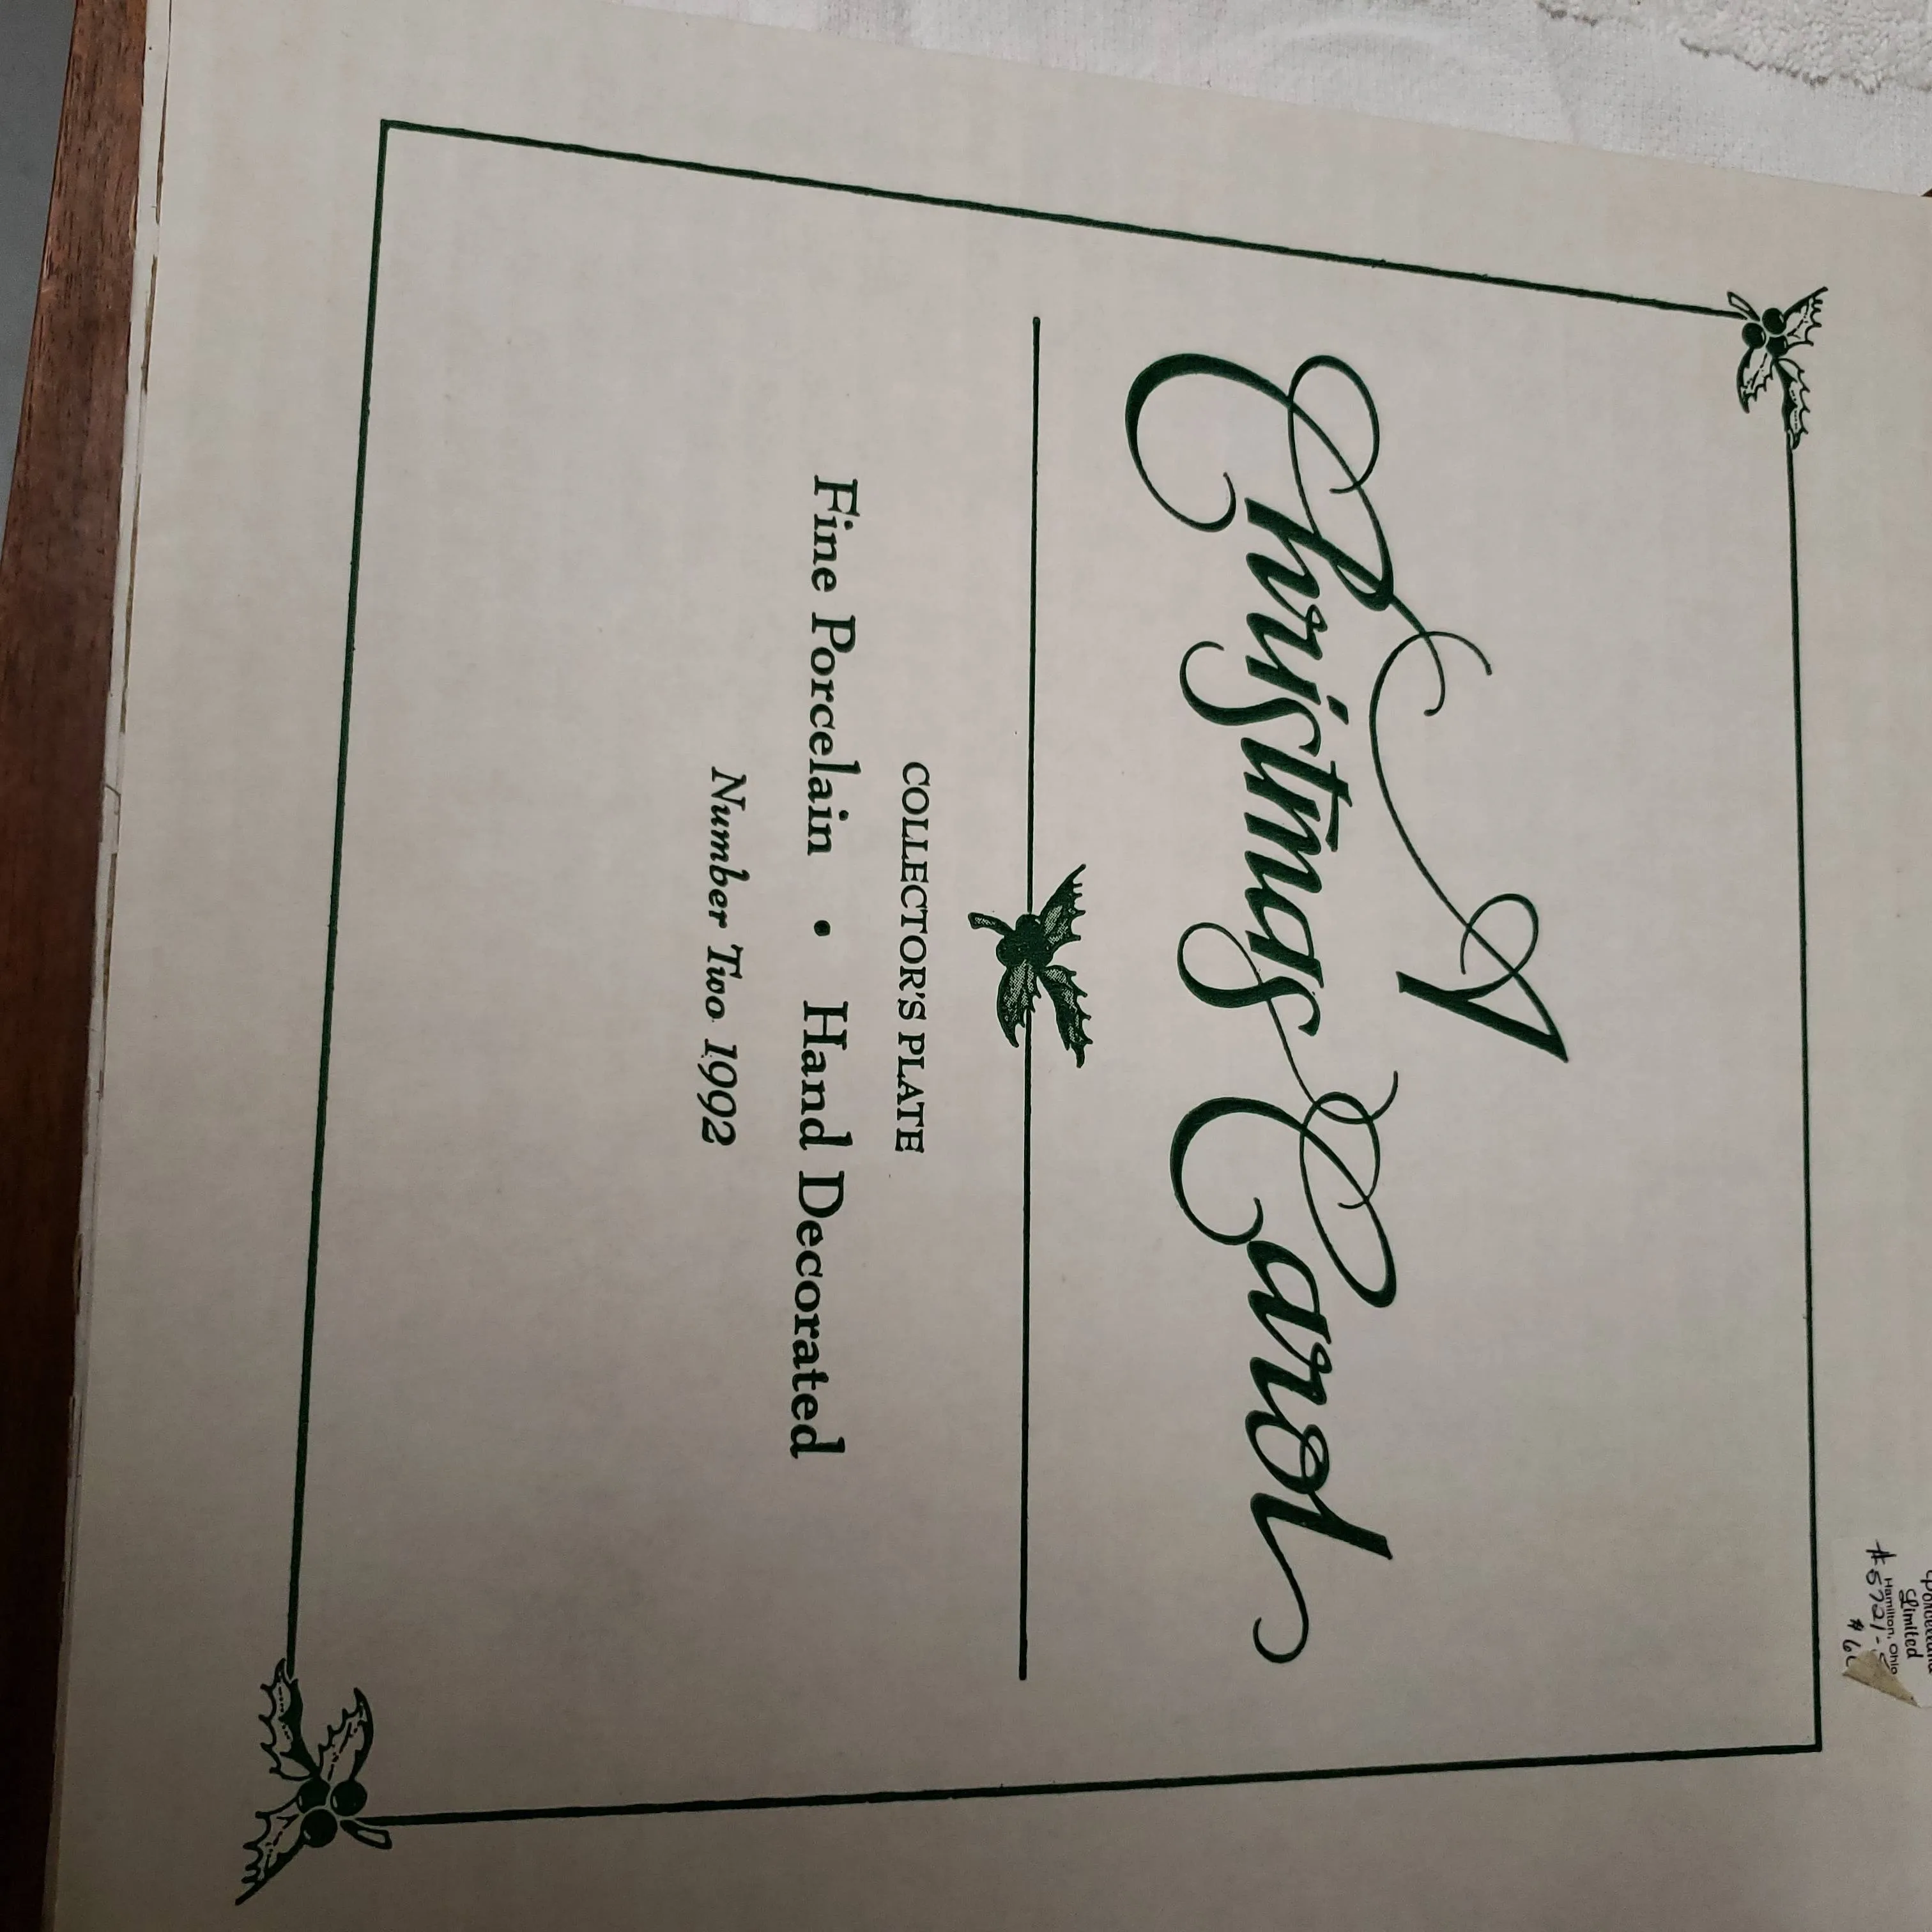 Limited
Hamilton, Ohio
A
Christmas Carol
COLLECTOR'S PLATE
Fine Porcelain • Hand Decorated
Number Two 1992